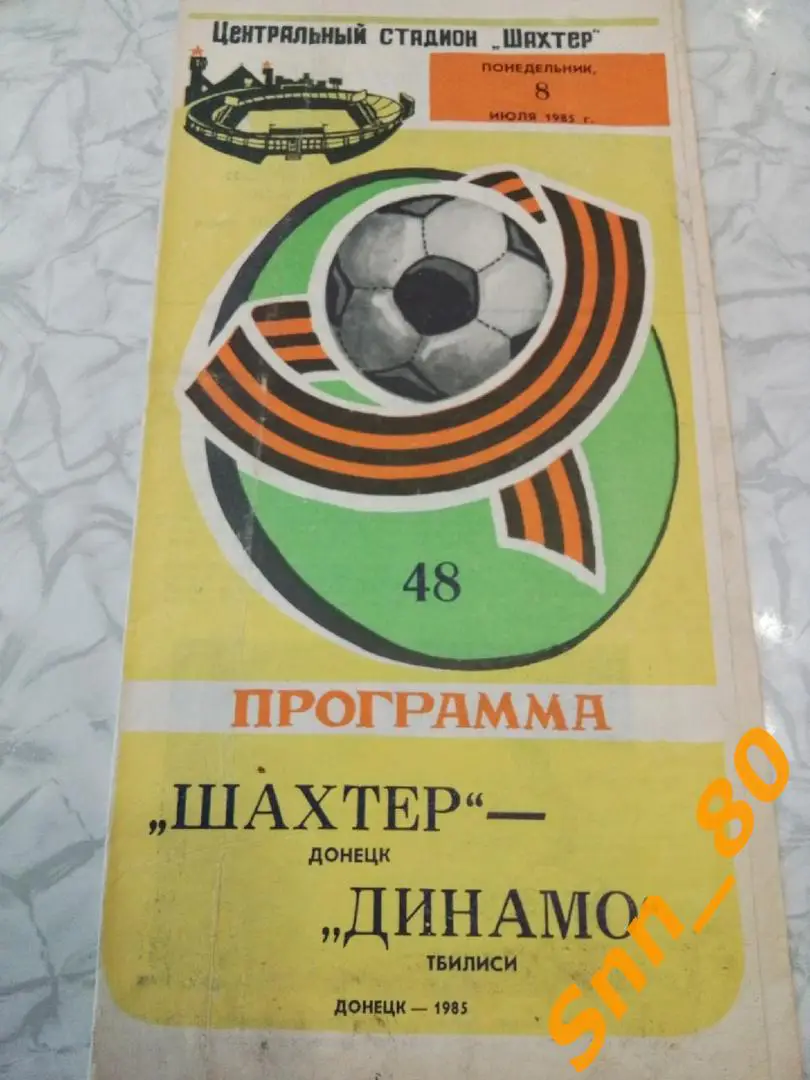 Центральный стадион „Шахтер"
ПОНЕДЕЛЬНИК,
8
ИЮЛЯ 1985 г.
48
ПРОГРАММА
„ШАХТЕР“—
ДОНЕЦК
„ДИНАМО
ТБИЛИСИ
ДОНЕЦК — 1985
Snn_80